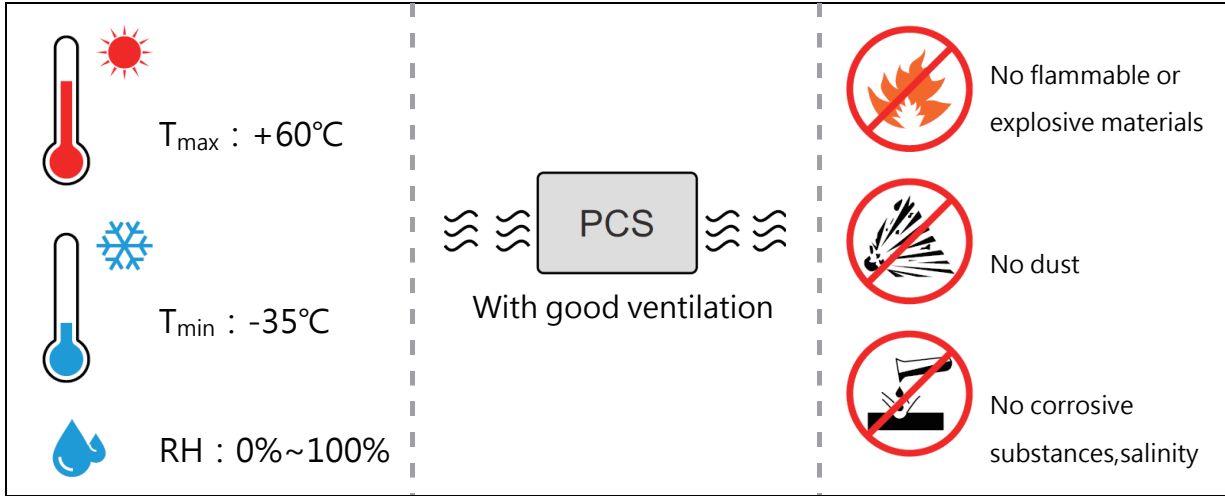 Tmax：+60℃
Tmin：-35℃
RH：0%~100%
PCS
With good ventilation
No flammable or
explosive materials
No dust
No corrosive
substances,salinity